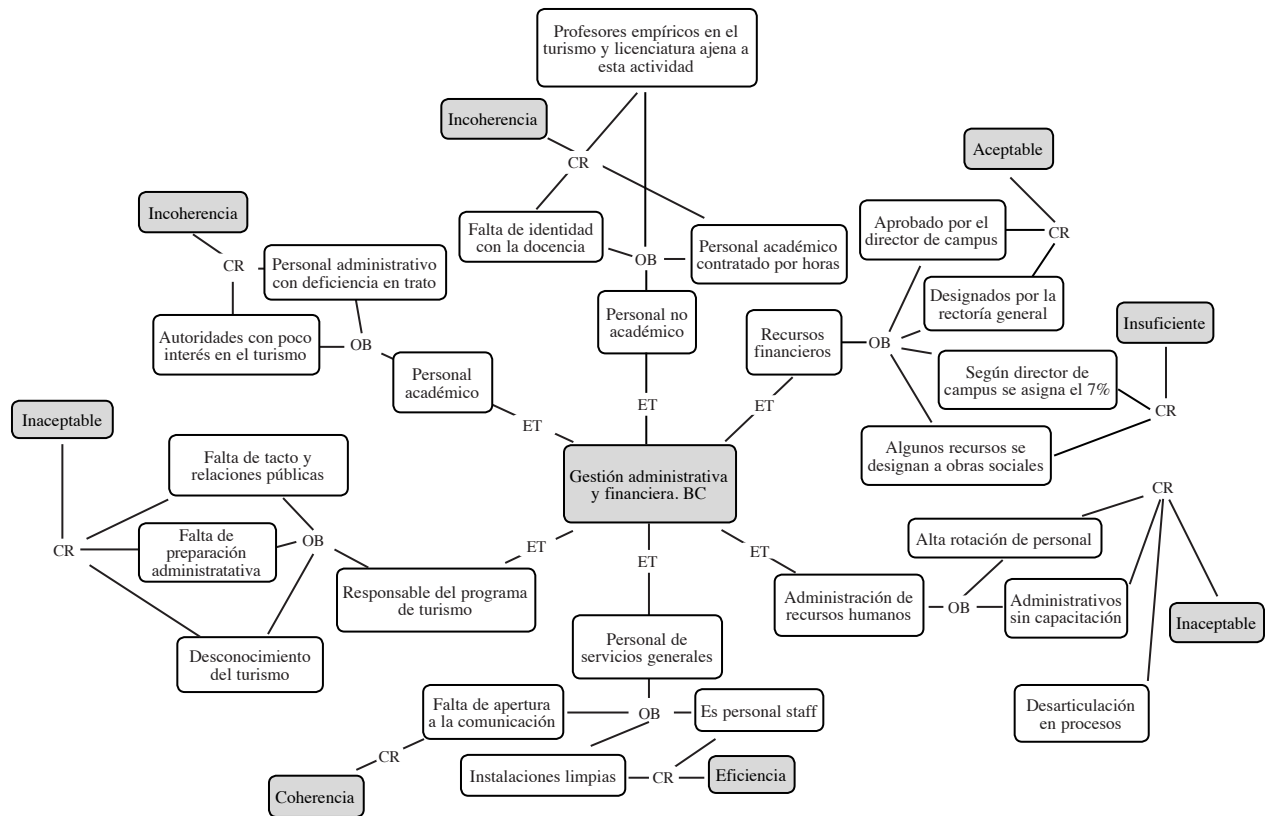 Profesores empíricos en el
turismo y licenciatura ajena a
esta actividad
Incoherencia
CR
Aceptable
Incoherencia
Falta de identidad
con la docencia
Personal académico
contratado por horas
OB
Aprobado por el
director de campus
CR
CR
Personal administrativo
con deficiencia en trato
Autoridades con poco
interés en el turismo
OB
Personal
académico
ET
Personal no
académico
ET
Recursos
financieros
ET
OB
Designados por la
rectoría general
Insuficiente
Según director de
campus se asigna el 7%
CR
Algunos recursos se
designan a obras sociales
Inaceptable
Falta de tacto y
relaciones públicas
CR
Falta de
preparación
administratativa
OB
Desconocimiento
del turismo
Responsable del programa
de turismo
ET
Gestión administrativa
y financiera. BC
ET
ET
Administración de
recursos humanos
OB
Alta rotación de personal
CR
Administrativos
sin capacitación
Inaceptable
Desarticulación
en procesos
Personal de
servicios generales
Falta de apertura
a la comunicación
OB
Es personal staff
CR
Coherencia
Instalaciones limpias
CR
Eficiencia